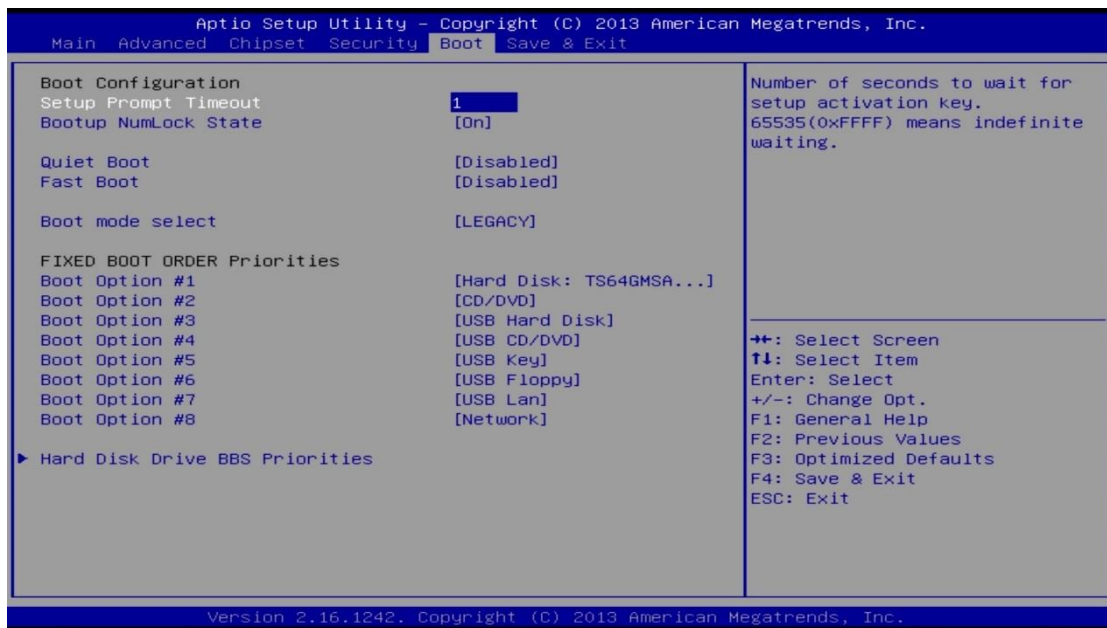 Aptio Setup Utility – Copyright (C) 2013 American Megatrends, Inc.
Main Advanced Chipset Security Boot Save & Exit
Boot Configuration
Setup Prompt Timeout 1
Bootup NumLock State [On]
Quiet Boot [Disabled]
Fast Boot [Disabled]
Boot mode select [LEGACY]
FIXED BOOT ORDER Priorities
Boot Option #1 [Hard Disk: TS64GMSA...]
Boot Option #2 [CD/DVD]
Boot Option #3 [USB Hard Disk]
Boot Option #4 [USB CD/DVD]
Boot Option #5 [USB Key]
Boot Option #6 [USB Floppy]
Boot Option #7 [USB Lan]
Boot Option #8 [Network]
▶ Hard Disk Drive BBS Priorities
Number of seconds to wait for
setup activation key.
65535(0xFFFF) means indefinite
waiting.
→←: Select Screen
↑↓: Select Item
Enter: Select
+/-: Change Opt.
F1: General Help
F2: Previous Values
F3: Optimized Defaults
F4: Save & Exit
ESC: Exit
Version 2.16.1242. Copyright (C) 2013 American Megatrends, Inc.